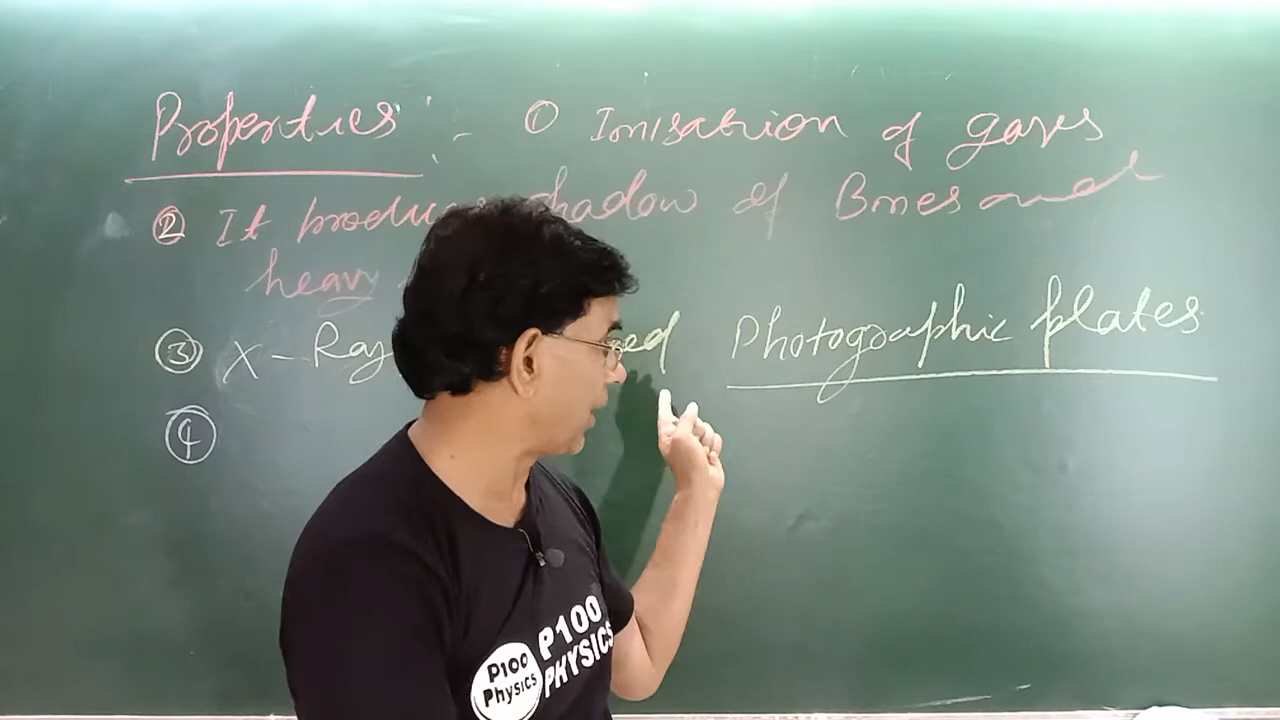 Properties :- ① Ionisation of gases
② It produ shadow of Bones and
heavy
③ X-Ray Photographic plates
④
P100 PHYSICS
P100 Physics